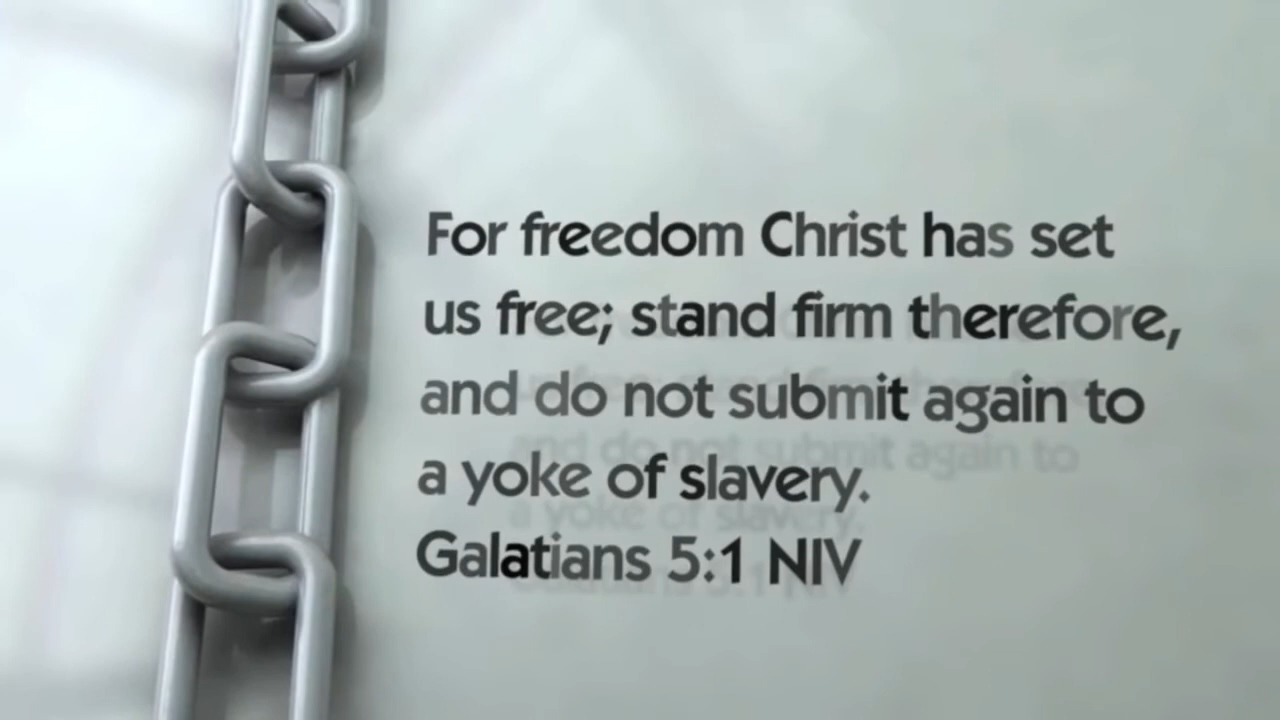 For freedom Christ has set
us free; stand firm therefore,
and do not submit again to
a yoke of slavery.
Galatians 5:1 NIV